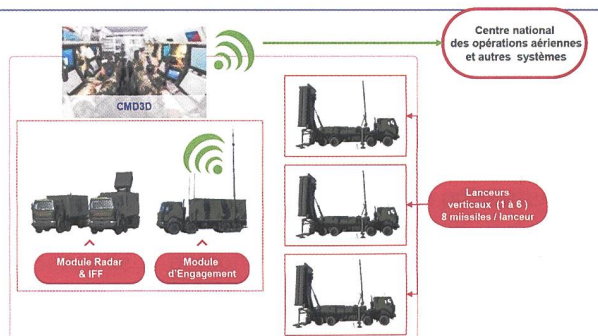 Centre national
des opérations aériennes
et autres systèmes
CMD3D
Lanceurs
verticaux (1 à 6 )
8 miissiles / lanceur
Module Radar
& IFF
Module
d'Engagement